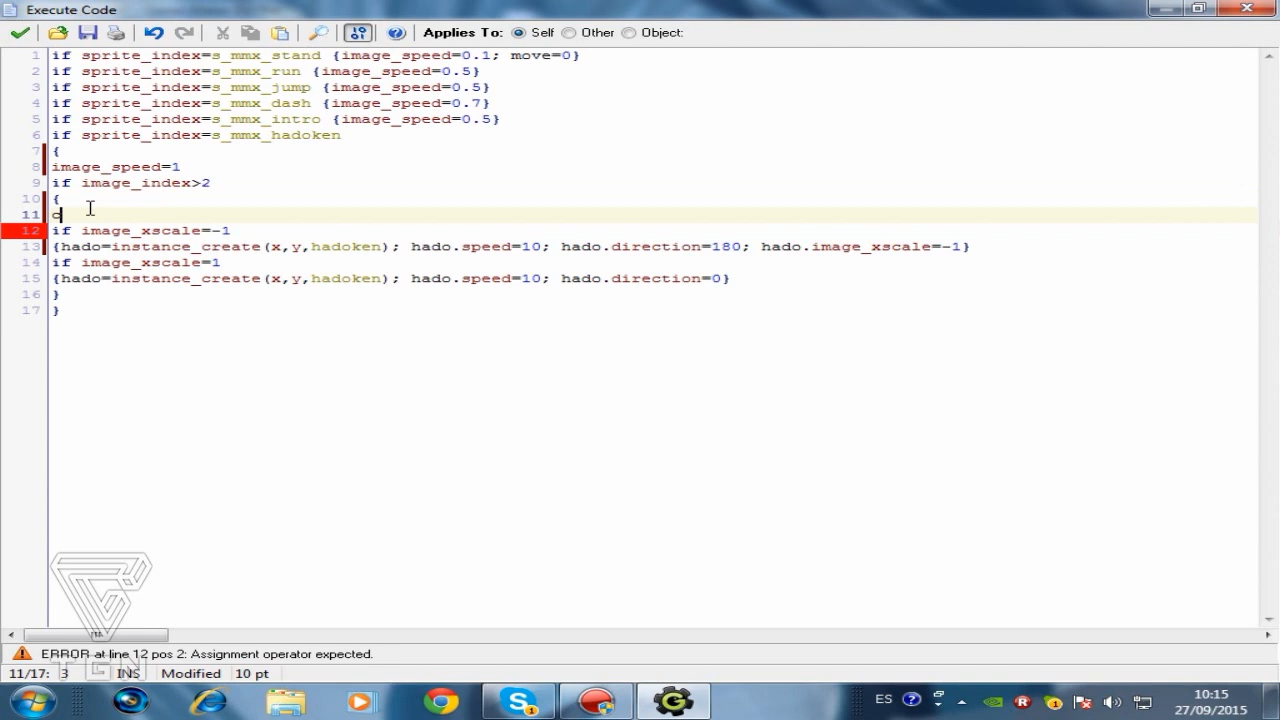 Execute Code
Applies To: Self Other Object:
1 if sprite_index=s_mmx_stand {image_speed=0.1; move=0}
2 if sprite_index=s_mmx_run {image_speed=0.5}
3 if sprite_index=s_mmx_jump {image_speed=0.5}
4 if sprite_index=s_mmx_dash {image_speed=0.7}
5 if sprite_index=s_mmx_intro {image_speed=0.5}
6 if sprite_index=s_mmx_hadoken
7 {
8 image_speed=1
9 if image_index>2
10 {
11 c
12 if image_xscale=-1
13 {hado=instance_create(x,y,hadoken); hado.speed=10; hado.direction=180; hado.image_xscale=-1}
14 if image_xscale=1
15 {hado=instance_create(x,y,hadoken); hado.speed=10; hado.direction=0}
16 }
17 }
ERROR at line 12 pos 2: Assignment operator expected.
TGN
11/17: 3 INS Modified 10 pt
ES 10:15
27/09/2015